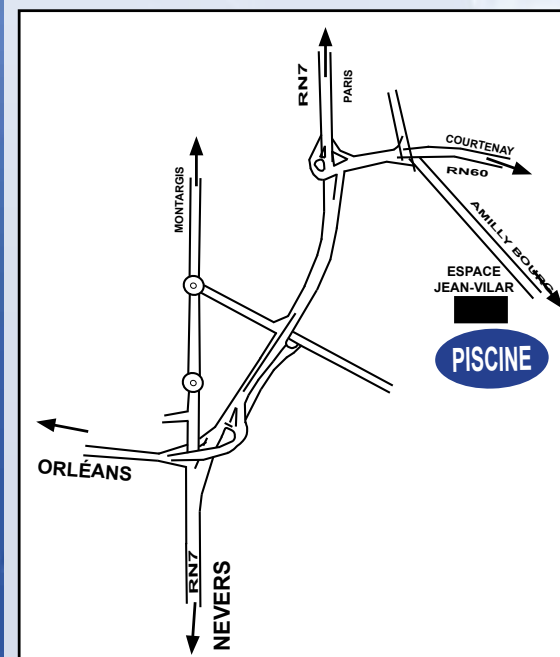 RN7
PARIS
COURTENAY
RN60
MONTARGIS
AMILLY BOURG
ESPACE
JEAN-VILAR
PISCINE
ORLÉANS
RN7
NEVERS